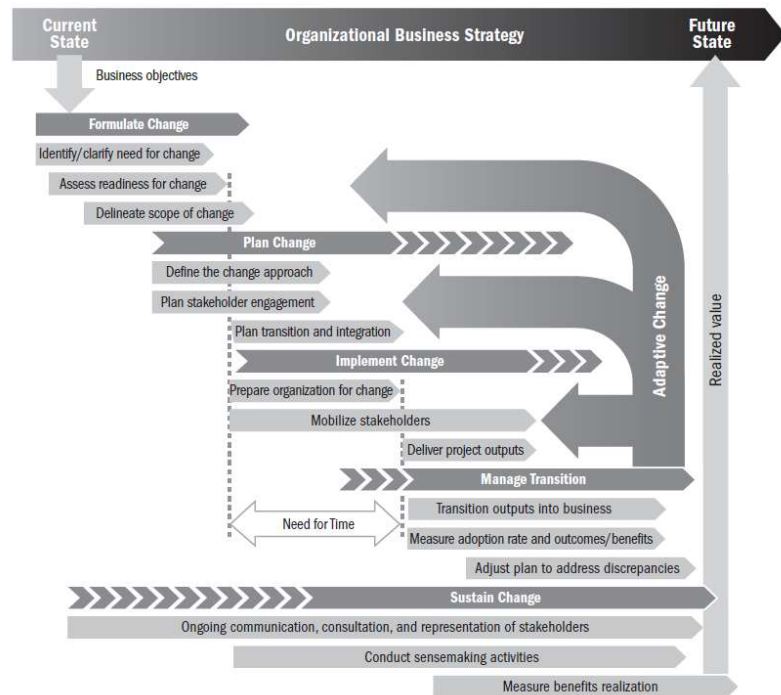 Current
State
Organizational Business Strategy
Future
State
Business objectives
Formulate Change
Identify/clarify need for change
Assess readiness for change
Delineate scope of change
Plan Change
Define the change approach
Plan stakeholder engagement
Plan transition and integration
Implement Change
Prepare organization for change
Mobilize stakeholders
Deliver project outputs
Adaptive Change
Realized value
Manage Transition
Transition outputs into business
Need for Time
Measure adoption rate and outcomes/benefits
Adjust plan to address discrepancies
Sustain Change
Ongoing communication, consultation, and representation of stakeholders
Conduct sensemaking activities
Measure benefits realization